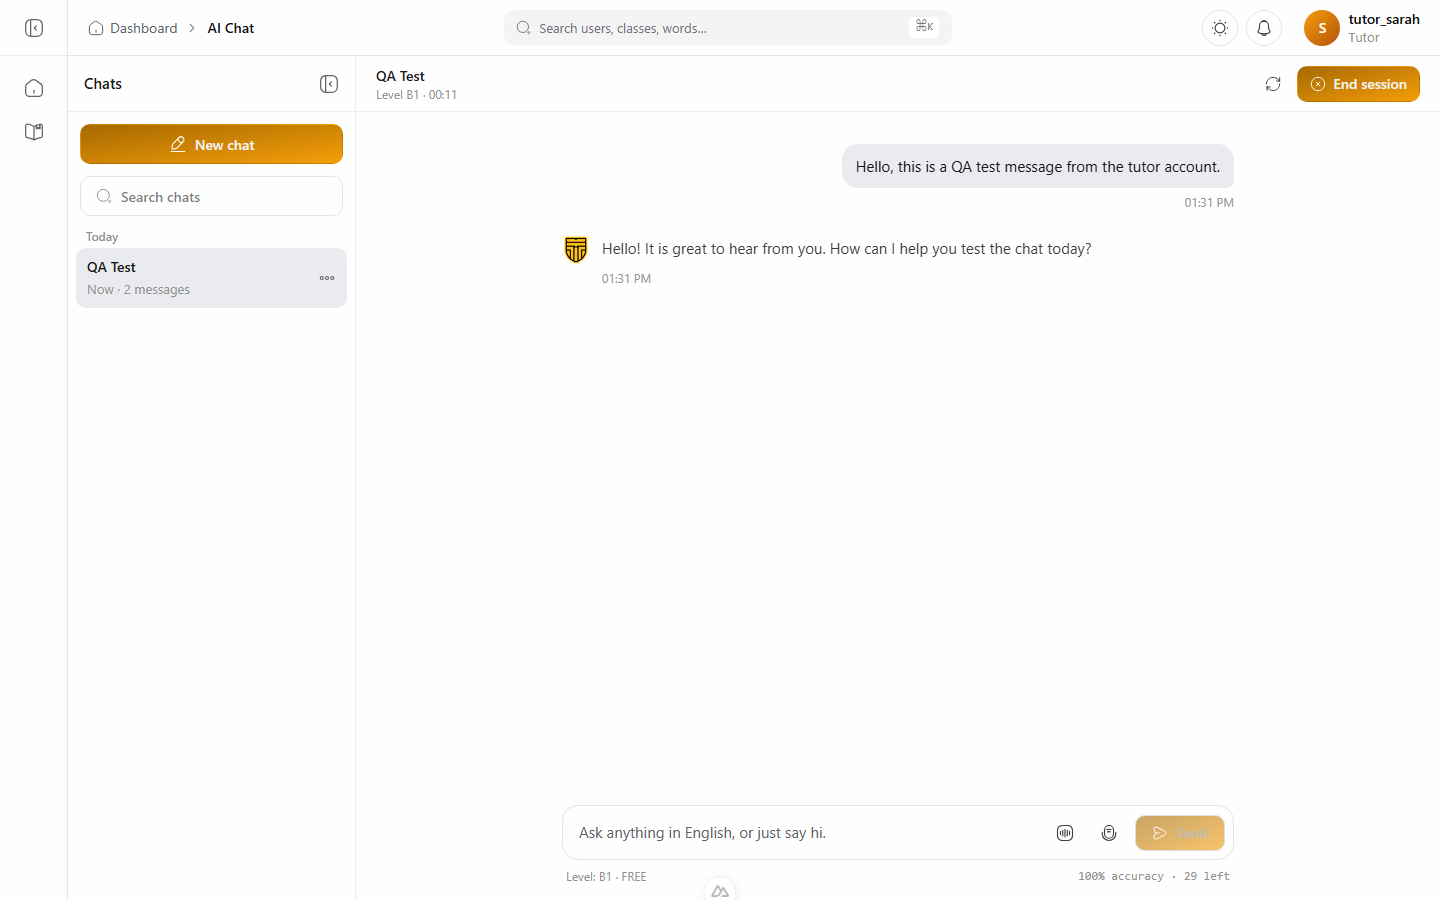 Dashboard > AI Chat
Search users, classes, words...
⌘K
S
tutor_sarah
Tutor
Chats
New chat
Search chats
Today
QA Test
Now · 2 messages
QA Test
Level B1 · 00:11
End session
Hello, this is a QA test message from the tutor account.
01:31 PM
Hello! It is great to hear from you. How can I help you test the chat today?
01:31 PM
Ask anything in English, or just say hi.
Send
Level: B1 · FREE
100% accuracy · 29 left